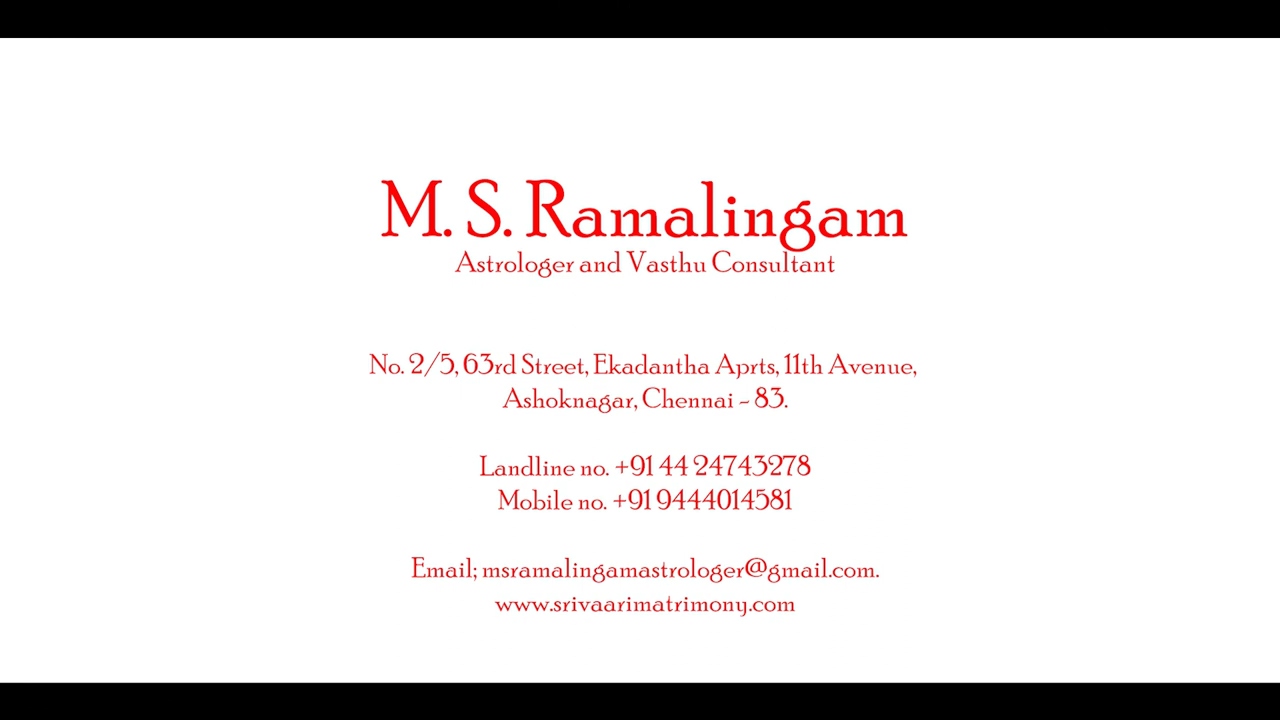 M. S. Ramalingam
Astrologer and Vasthu Consultant
No. 2/5, 63rd Street, Ekadantha Aprts, 11th Avenue,
Ashoknagar, Chennai - 83.
Landline no. +91 44 24743278
Mobile no. +91 9444014581
Email; msramalingamastrologer@gmail.com.
www.srivaarimatrimony.com